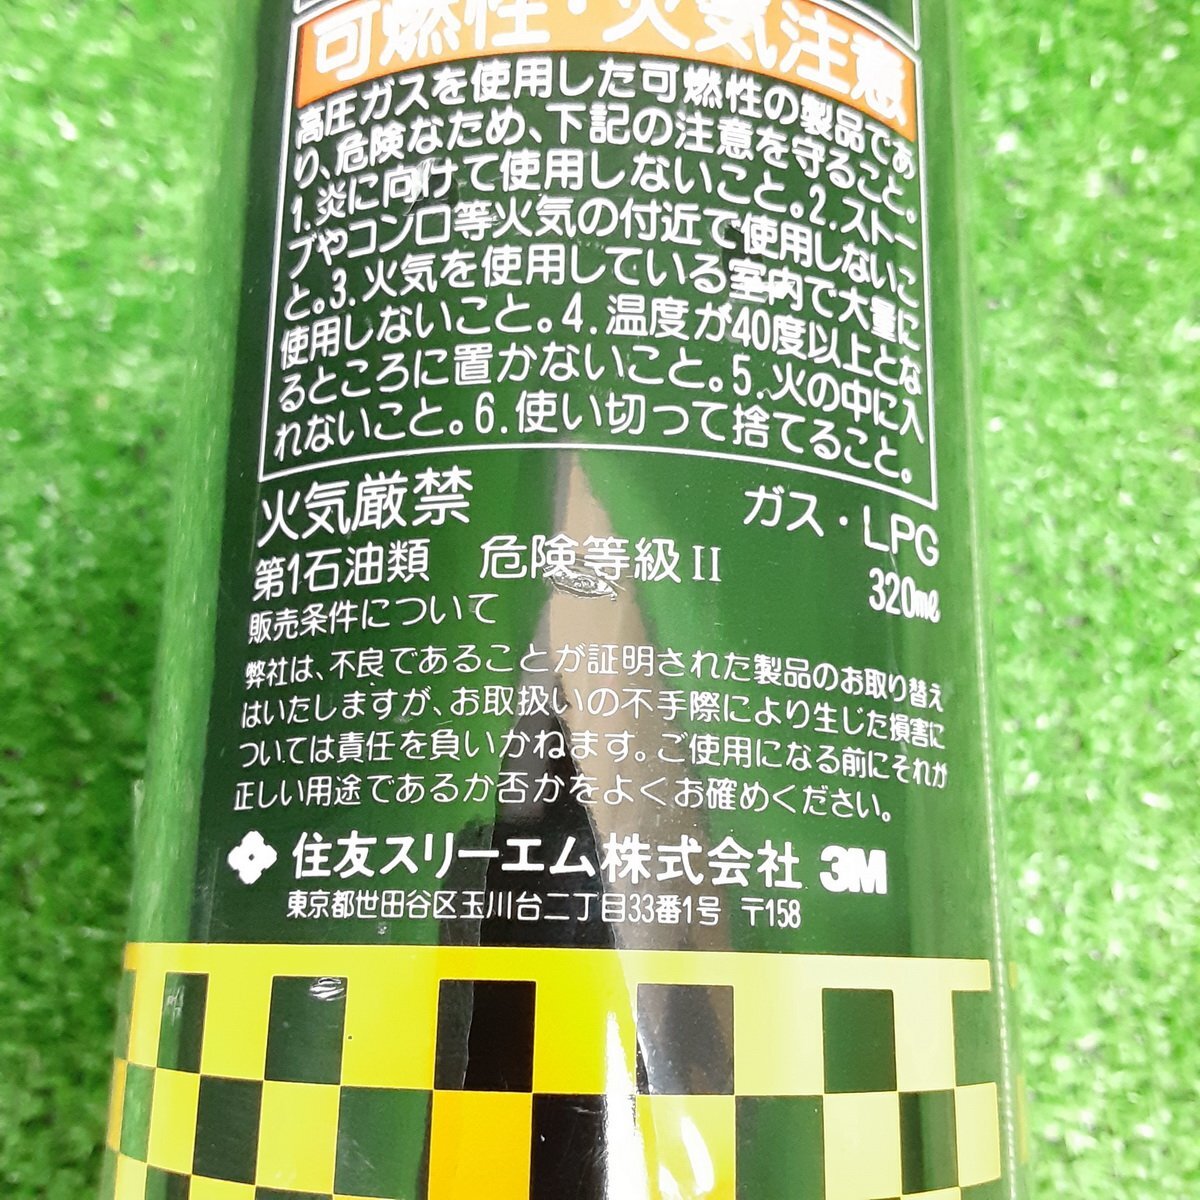 可燃性・火気注意
高圧ガスを使用した可燃性の製品であ
り、危険なため、下記の注意を守ること。
1.炎に向けて使用しないこと。2.ストー
ブやコンロ等火気の付近で使用しないこ
と。3.火気を使用している室内で大量に
使用しないこと。4.温度が40度以上とな
るところに置かないこと。5.火の中に入
れないこと。6.使い切って捨てること。
火気厳禁 ガス・LPG
第1石油類 危険等級II 320mℓ
販売条件について
弊社は、不良であることが証明された製品のお取り替え
はいたしますが、お取扱いの不手際により生じた損害に
ついては責任を負いかねます。ご使用になる前にそれが
正しい用途であるか否かをよくお確めください。
住友スリーエム株式会社 3M
東京都世田谷区玉川台二丁目33番1号 〒158